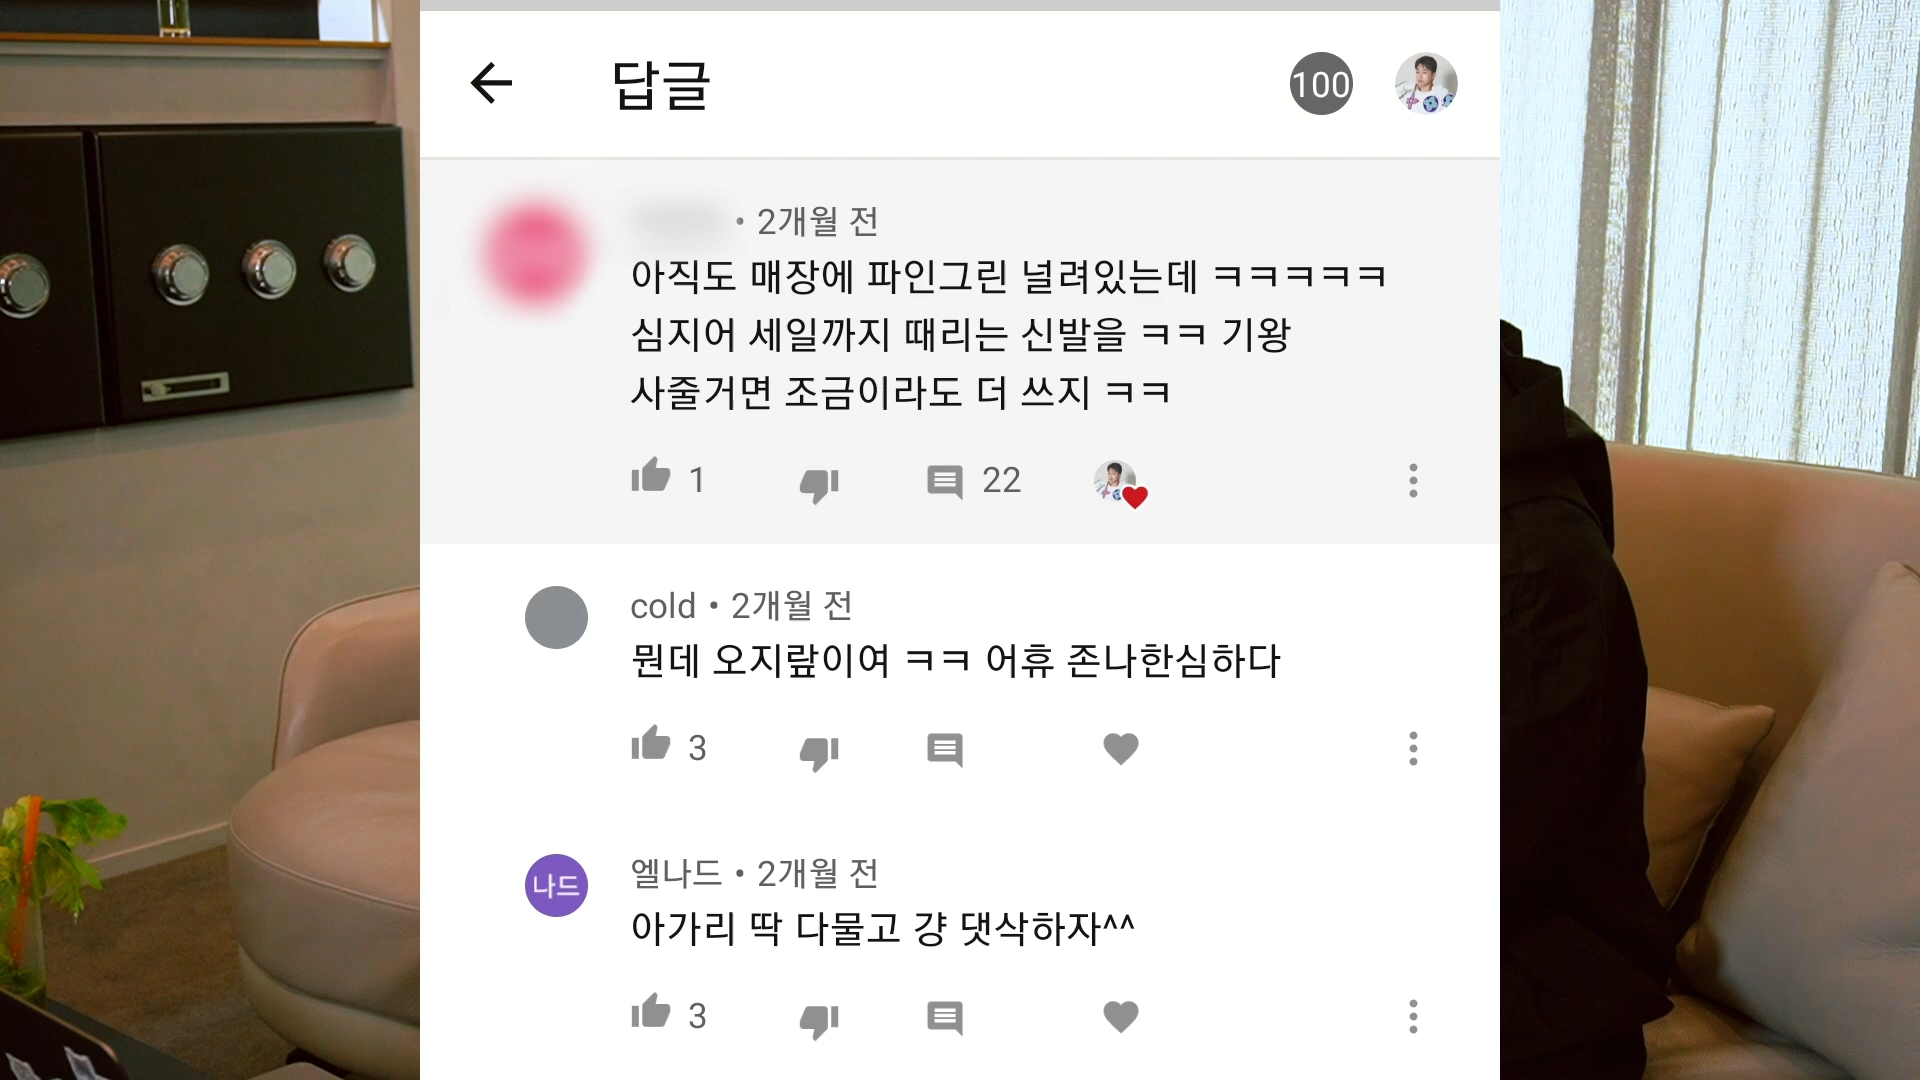 답글
100
• 2개월 전
아직도 매장에 파인그린 널려있는데 ㅋㅋㅋㅋㅋ
심지어 세일까지 때리는 신발을 ㅋㅋ 기왕
사줄거면 조금이라도 더 쓰지 ㅋㅋ
1
22
cold • 2개월 전
뭔데 오지랖이여 ㅋㅋ 어휴 존나한심하다
3
나드
엘나드 • 2개월 전
아가리 딱 다물고 걍 댓삭하자^^
3